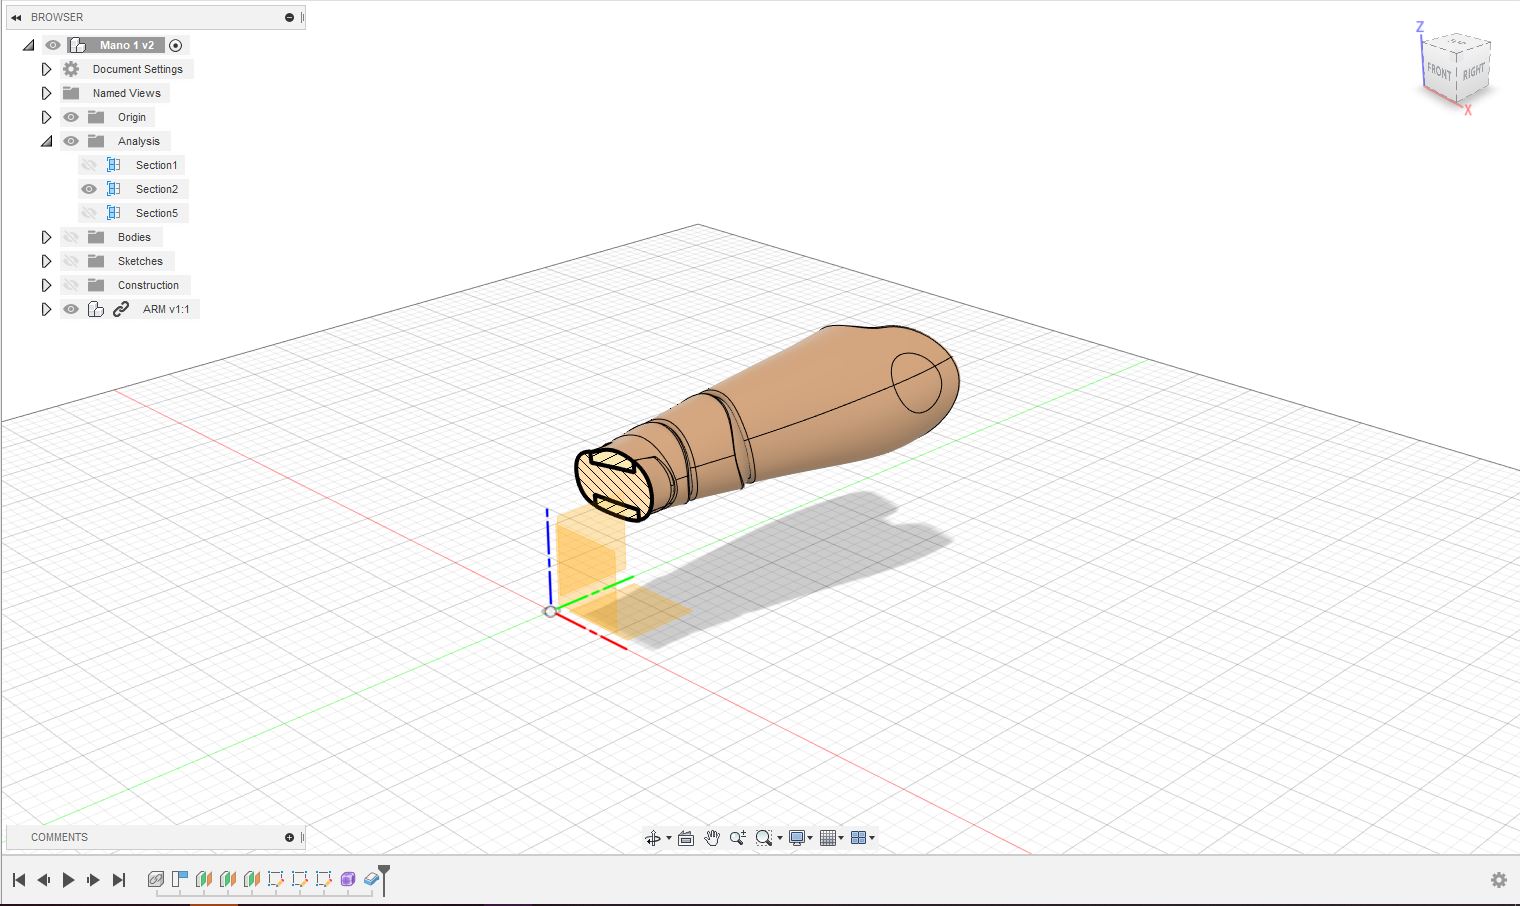 BROWSER
Mano 1 v2
Document Settings
Named Views
Origin
Analysis
Section1
Section2
Section5
Bodies
Sketches
Construction
ARM v1:1
Z
FRONT
RIGHT
X
COMMENTS